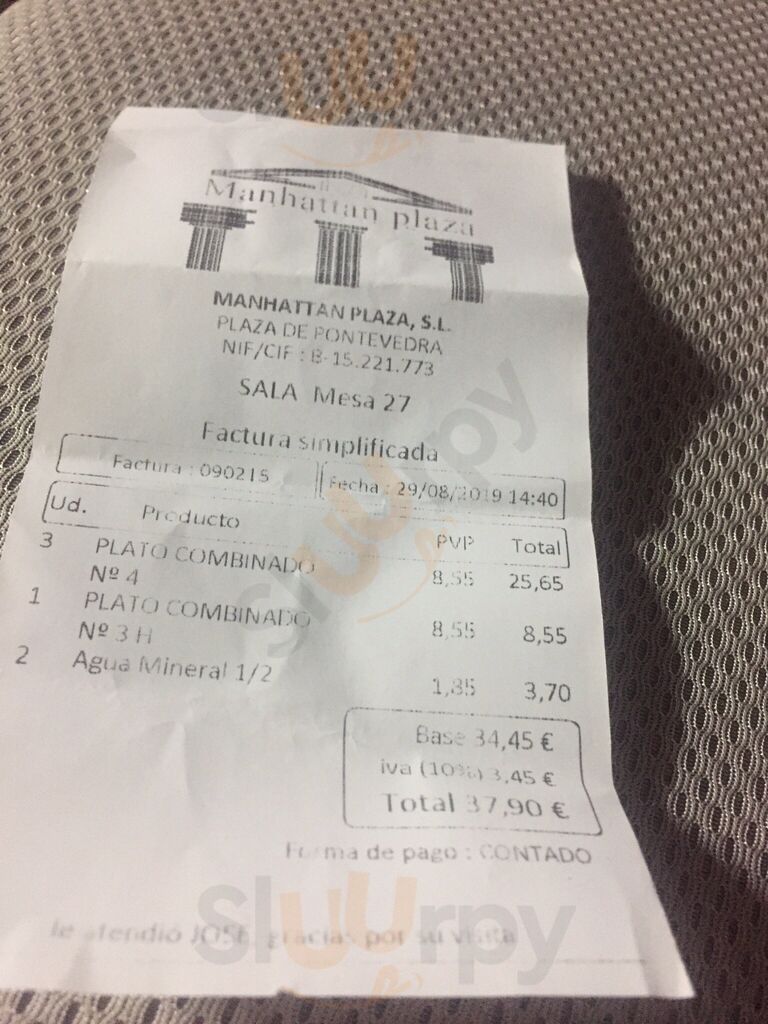 Manhattan plaza
MANHATTAN PLAZA, S.L.
PLAZA DE PONTEVEDRA
NIF/CIF : B-15.221.773
SALA Mesa 27
Factura simplificada
Factura : 090215 Fecha : 29/08/2019 14:40
Ud. Producto PVP Total
3 PLATO COMBINADO 8,55 25,65
Nº 4
1 PLATO COMBINADO
Nº 3 H 8,55 8,55
2 Agua Mineral 1/2 1,85 3,70
Base 34,45 €
iva (10%) 3,45 €
Total 37,90 €
Forma de pago : CONTADO
le atendió JOSE, gracias por su visita
Sluurpy
Sluurpy